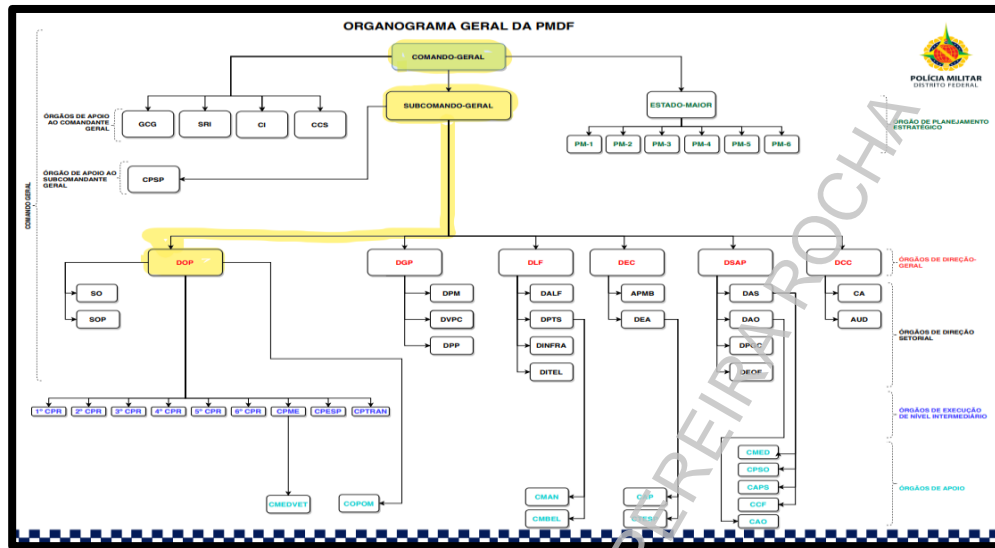 ORGANOGRAMA GERAL DA PMDF
COMANDO-GERAL
POLÍCIA MILITAR
DISTRITO FEDERAL
SUBCOMANDO-GERAL
ESTADO-MAIOR
ÓRGÃOS DE APOIO
AO COMANDANTE
GERAL
GCG
SRI
CI
CCS
ÓRGÃO DE PLANEJAMENTO
ESTRATÉGICO
PM-1
PM-2
PM-3
PM-4
PM-5
PM-6
ÓRGÃO DE APOIO AO
SUBCOMANDANTE
GERAL
CPSP
COMANDO GERAL
DOP
DGP
DLF
DEC
DSAP
DCC
ÓRGÃOS DE DIREÇÃO-
GERAL
SO
DPM
DALF
APMB
DAS
CA
SOP
DVPC
DPTS
DEA
DAO
AUD
ÓRGÃOS DE DIREÇÃO
SETORIAL
DPP
DINFRA
DITEL
1º CPR
2º CPR
3º CPR
4º CPR
5º CPR
6º CPR
CPME
CPESP
CPTRAN
ÓRGÃOS DE EXECUÇÃO
DE NÍVEL INTERMEDIÁRIO
CMED
CPSO
CAPS
CCF
CAO
ÓRGÃOS DE APOIO
CMEDVET
COPOM
CMAN
CMBEL
PEREIRA ROCHA